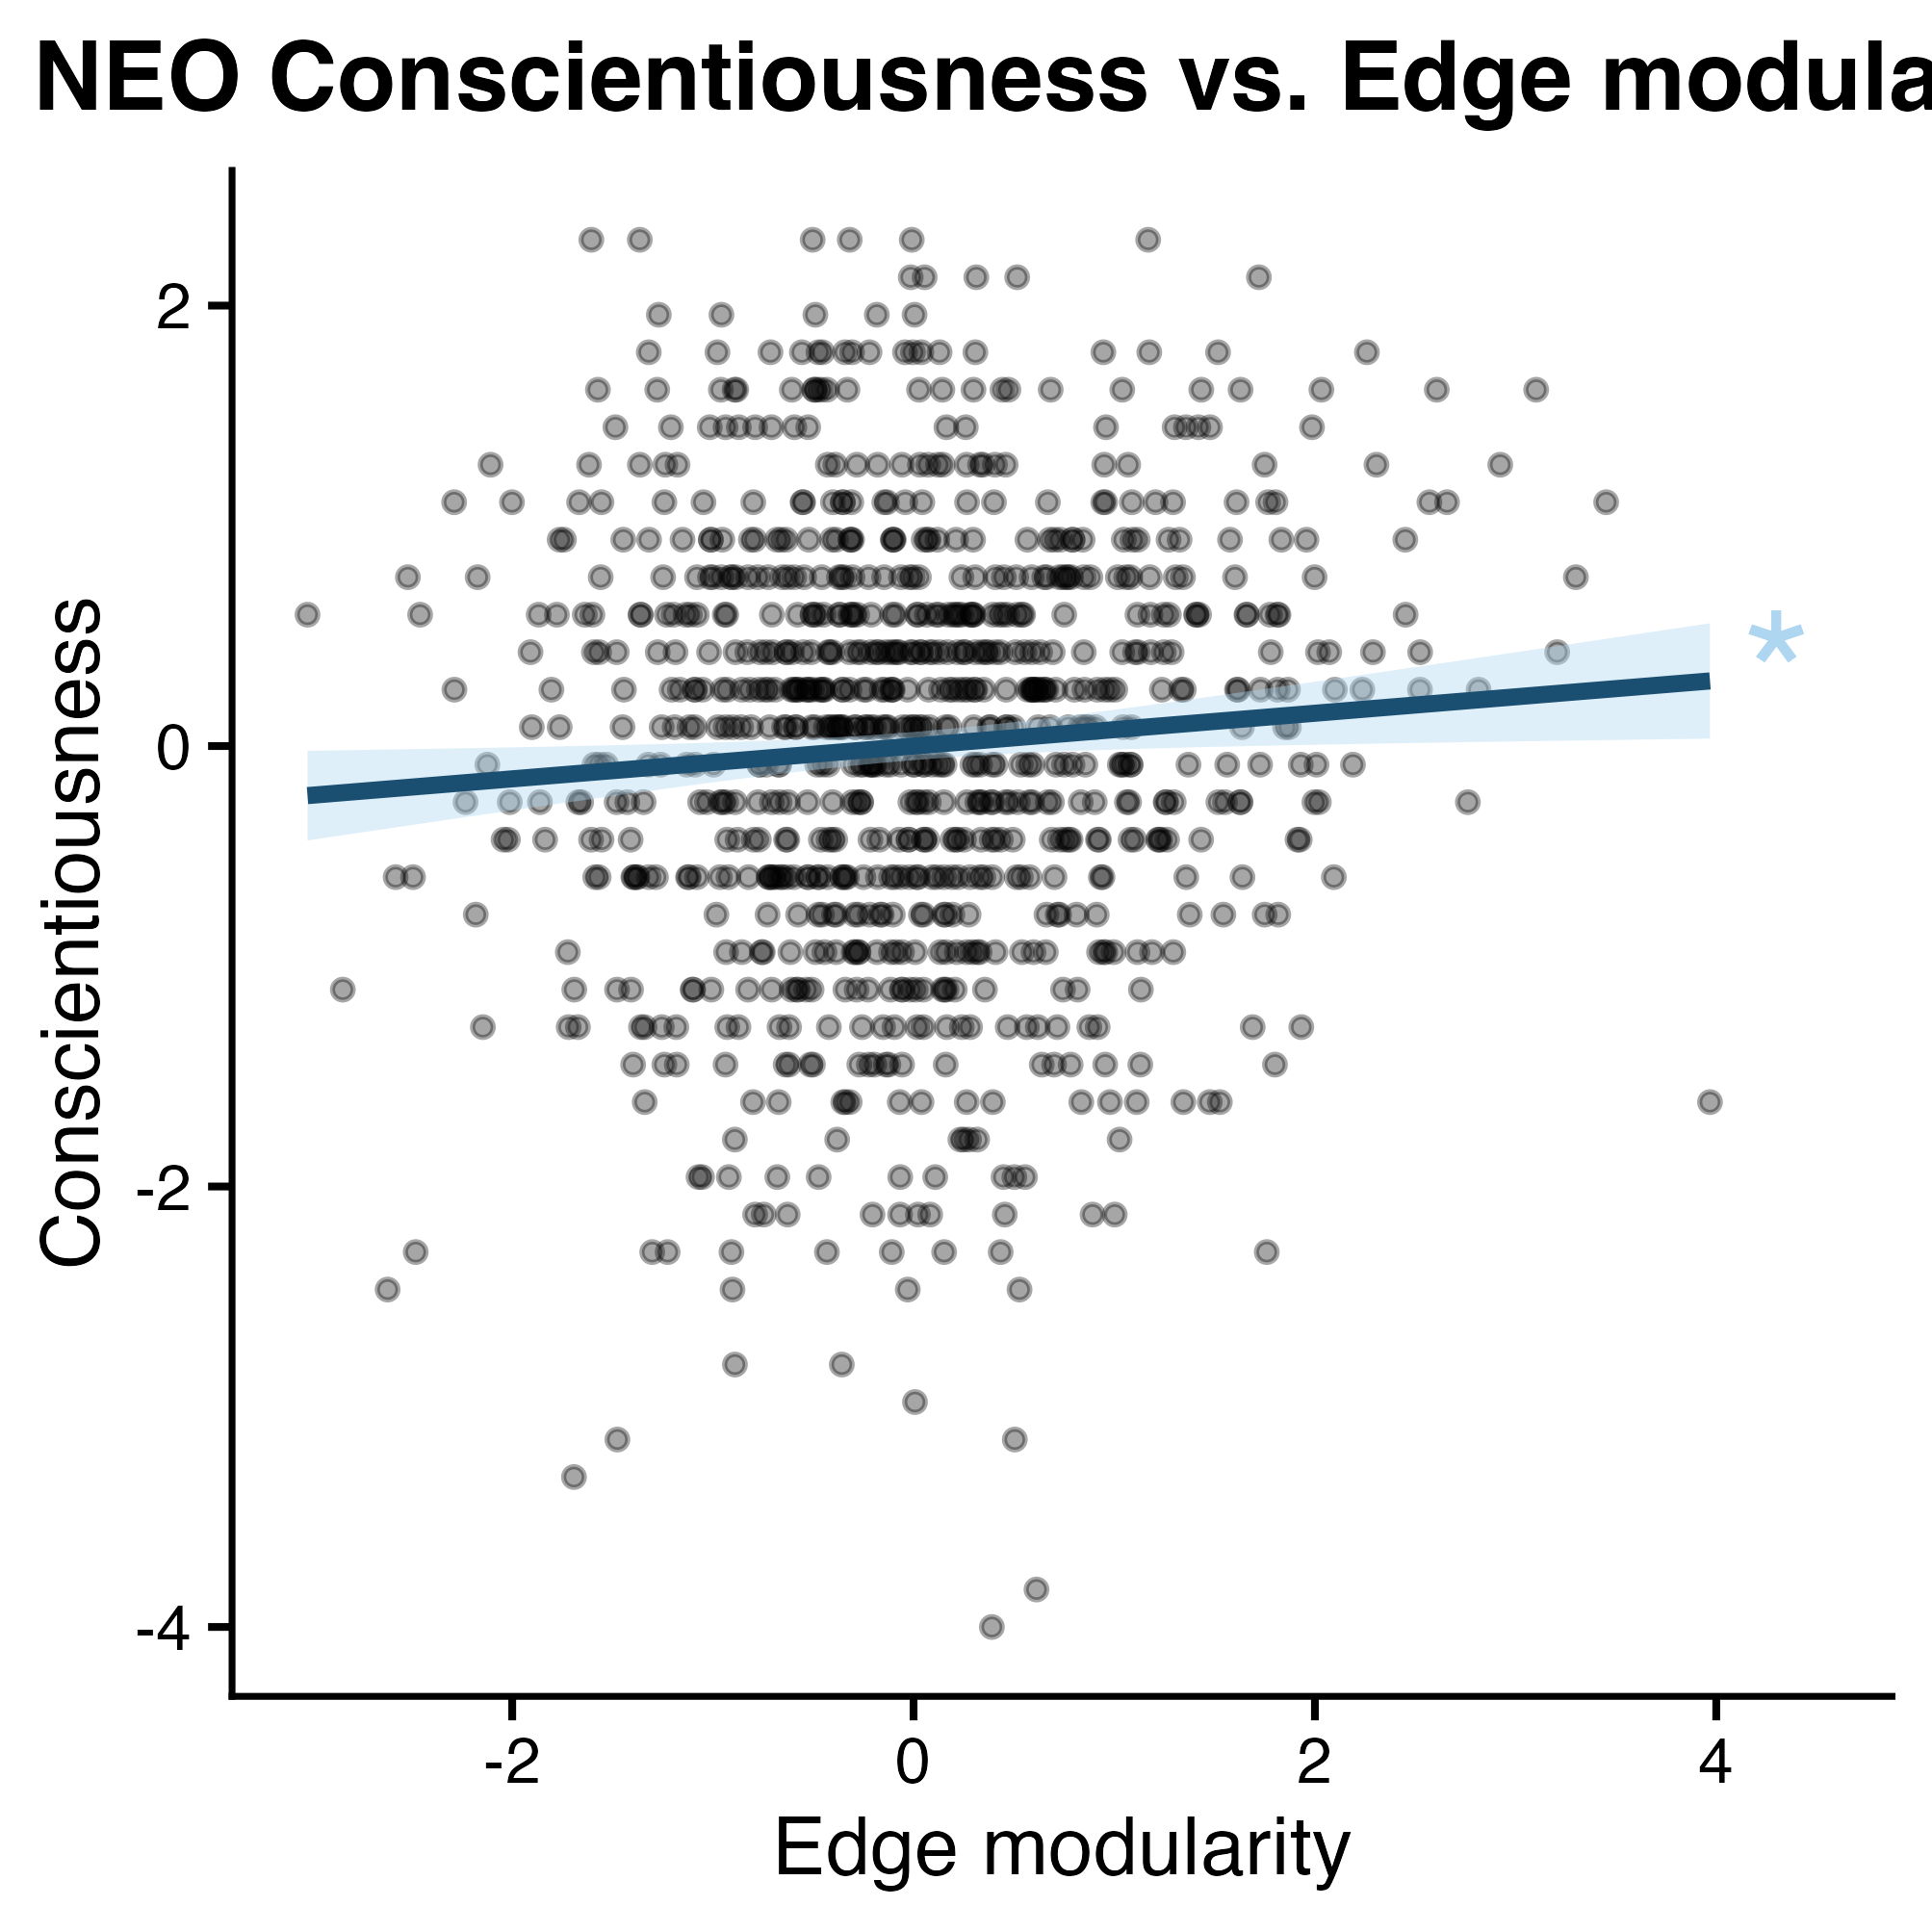 NEO Conscientiousness vs. Edge modula
Conscientiousness
2
0
-2
-4
*
-2 0 2 4
Edge modularity